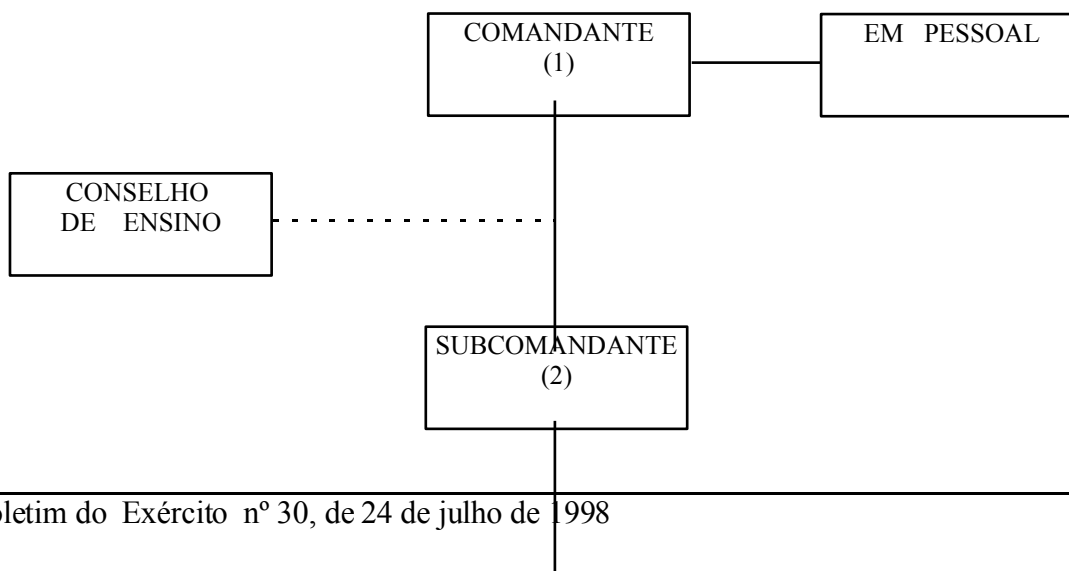 COMANDANTE
(1)
EM PESSOAL
CONSELHO
DE ENSINO
SUBCOMANDANTE
(2)
oletim do Exército nº 30, de 24 de julho de 1998